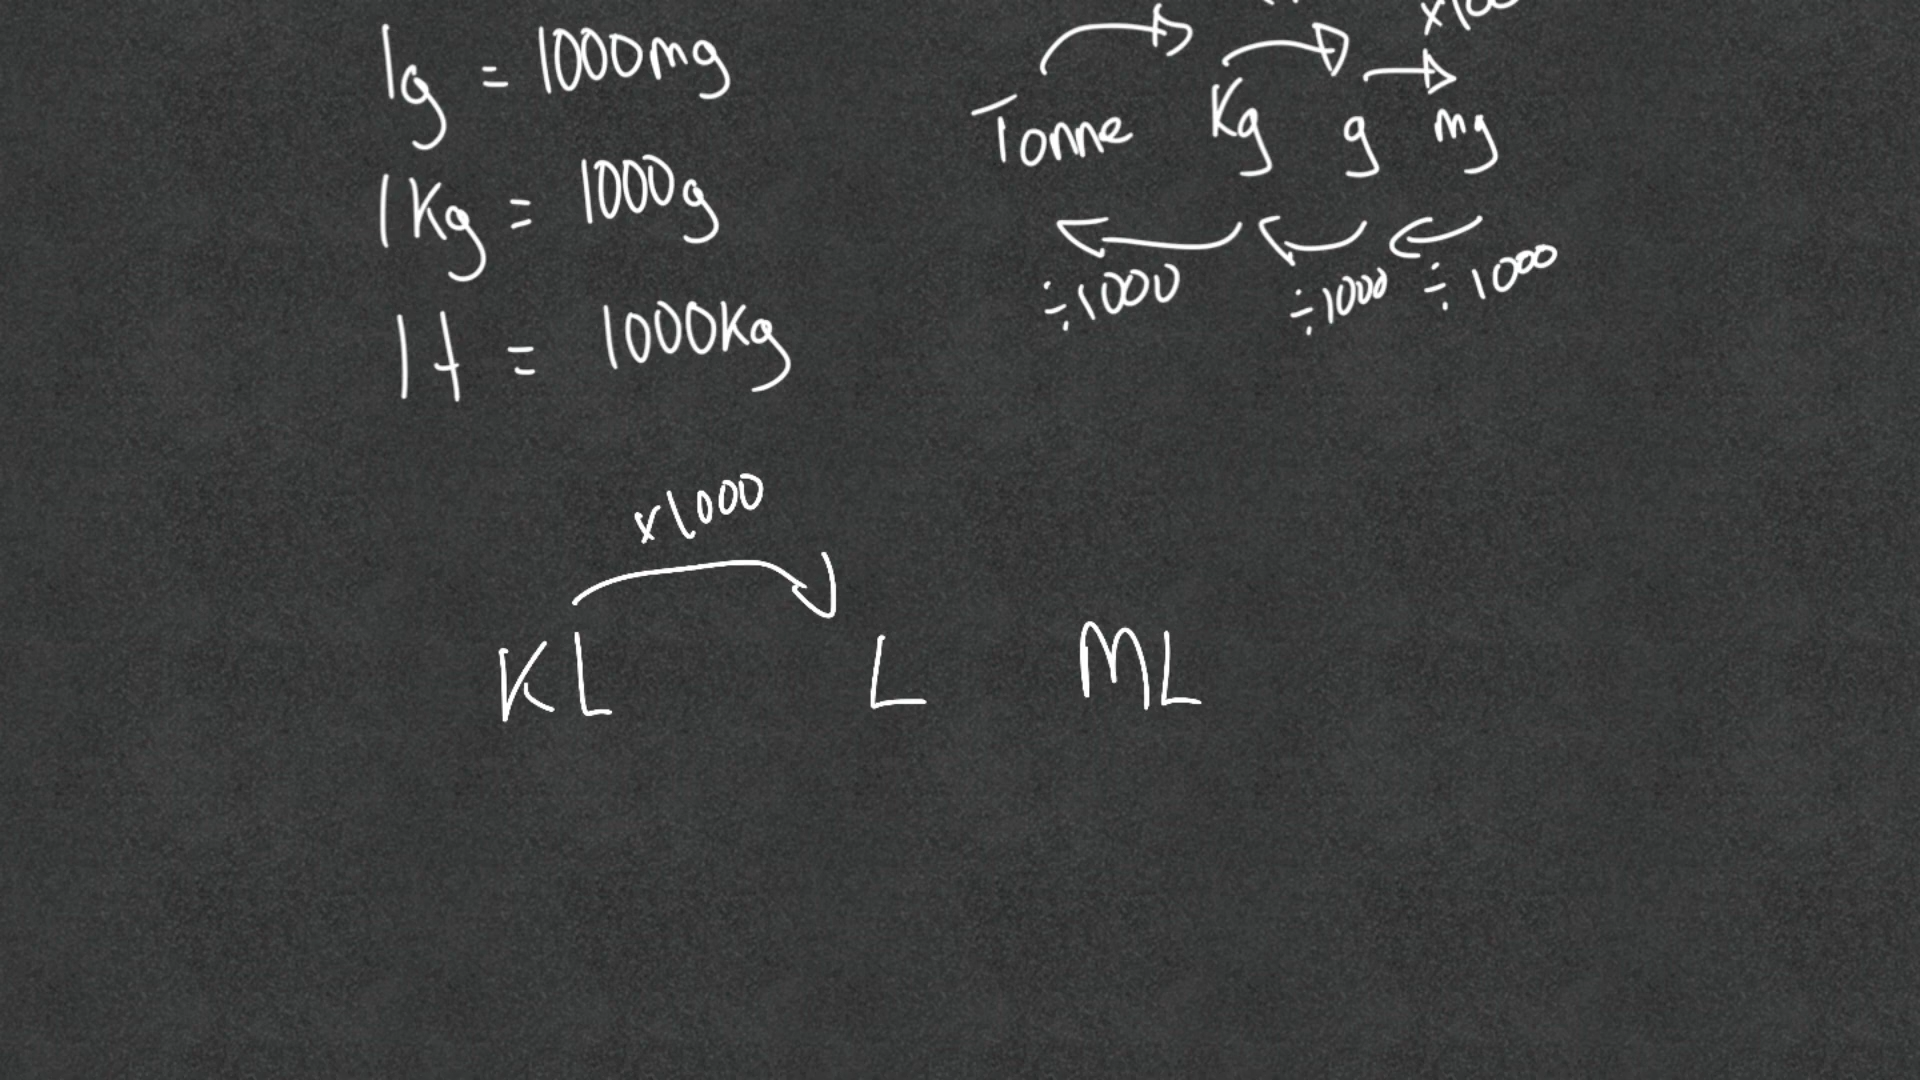 1g = 1000mg
1Kg = 1000g
1t = 1000Kg
Tonne Kg g mg
÷1000 ÷1000 ÷1000
x1000
KL L ML